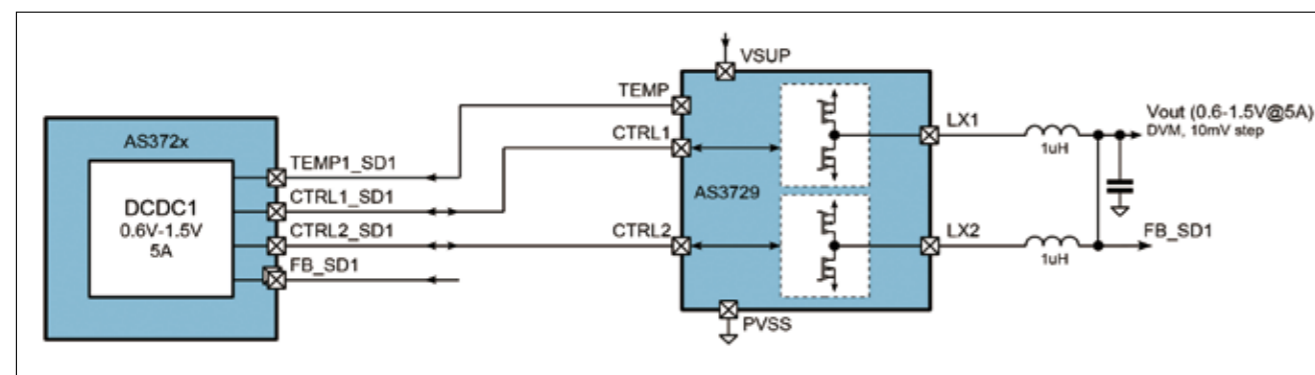 AS372x
DCDC1
0.6V-1.5V
5A
TEMP1_SD1
CTRL1_SD1
CTRL2_SD1
FB_SD1
VSUP
TEMP
CTRL1
CTRL2
AS3729
PVSS
LX1
1uH
LX2
1uH
Vout (0.6-1.5V@5A)
DVM, 10mV step
FB_SD1